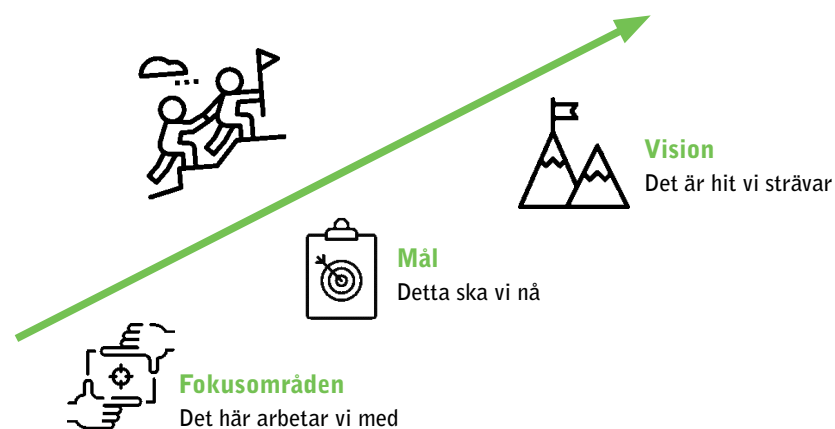 Vision
Det är hit vi strävar
Mål
Detta ska vi nå
Fokusområden
Det här arbetar vi med